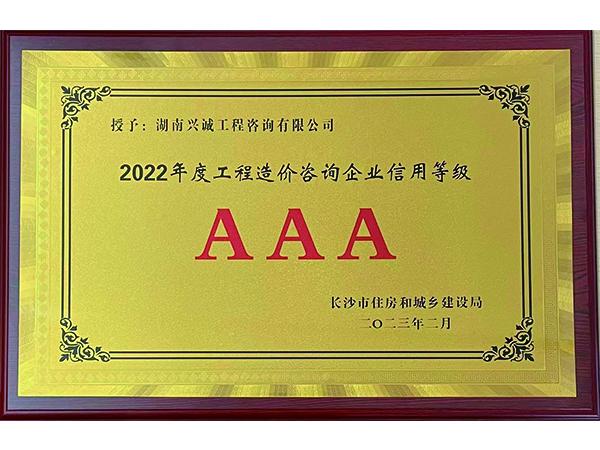 授予：湖南兴诚工程咨询有限公司
2022年度工程造价咨询企业信用等级
AAA
长沙市住房和城乡建设局
二〇二三年二月